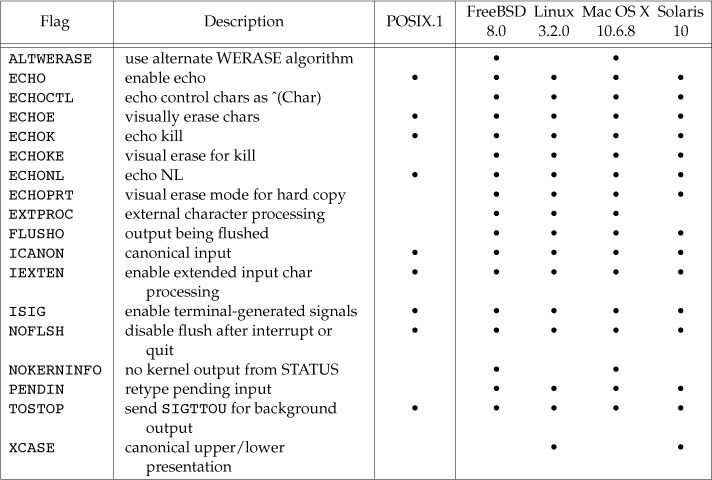 Flag Description POSIX.1 FreeBSD Linux Mac OS X Solaris
8.0 3.2.0 10.6.8 10
ALTWERASE use alternate WERASE algorithm • •
ECHO enable echo • • • • •
ECHOCTL echo control chars as ˆ(Char) • • • •
ECHOE visually erase chars • • • • •
ECHOK echo kill • • • • •
ECHOKE visual erase for kill • • • •
ECHONL echo NL • • • • •
ECHOPRT visual erase mode for hard copy • • • •
EXTPROC external character processing • • •
FLUSHO output being flushed • • • •
ICANON canonical input • • • • •
IEXTEN enable extended input char • • • • •
processing
ISIG enable terminal-generated signals • • • • •
NOFLSH disable flush after interrupt or • • • • •
quit
NOKERNINFO no kernel output from STATUS • •
PENDIN retype pending input • • • •
TOSTOP send SIGTTOU for background • • • • •
output
XCASE canonical upper/lower • •
presentation